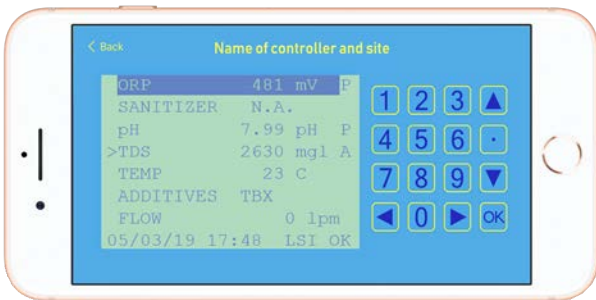 < Back Name of controller and site
ORP 481 mV P
SANITIZER N.A.
pH 7.99 pH P
>TDS 2630 mgl A
TEMP 23 C
ADDITIVES TBX
FLOW 0 lpm
05/03/19 17:48 LSI OK
1 2 3 ▲
4 5 6 ·
7 8 9 ▼
◀ 0 ▶ OK